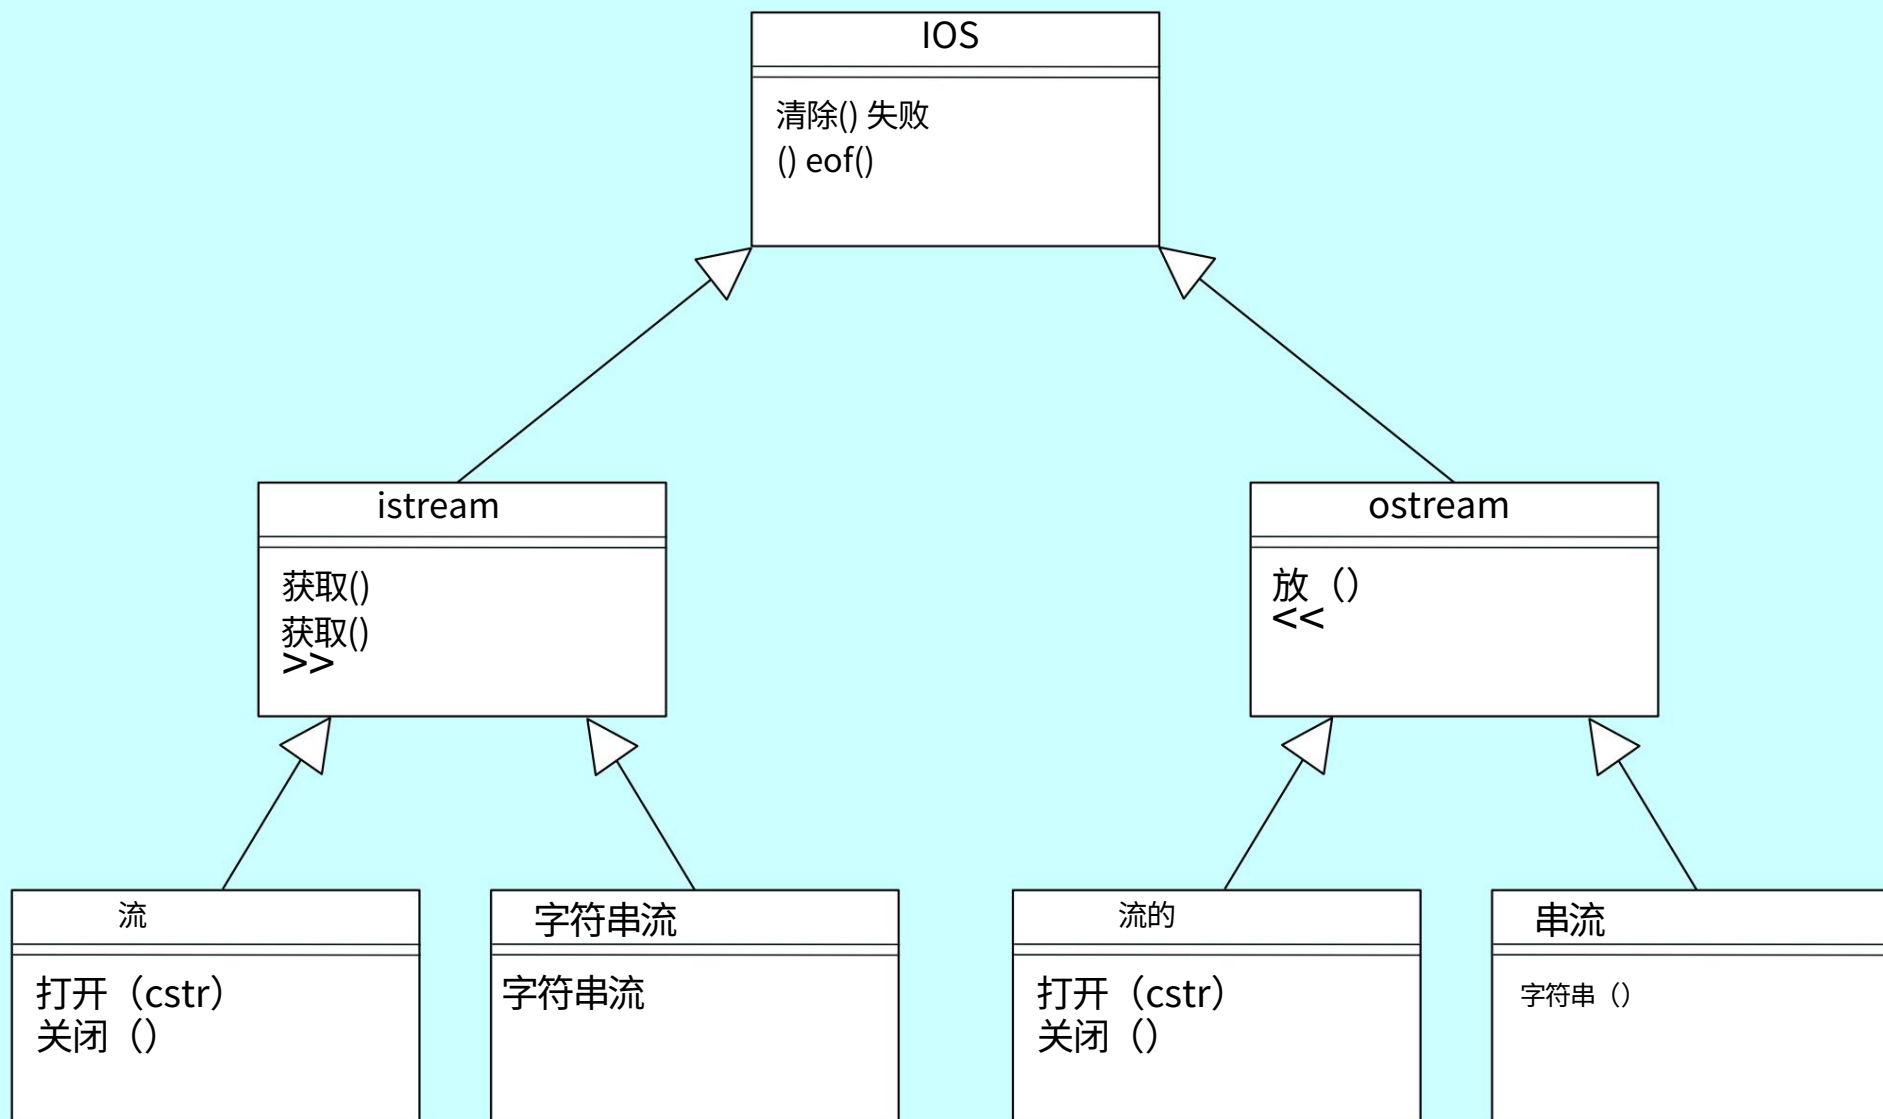 IOS
清除() 失败
() eof()
istream
获取()
获取()
>>
ostream
放（）
<<
流
打开（cstr）
关闭（）
字符串流
字符串流
流的
打开（cstr）
关闭（）
串流
字符串（）